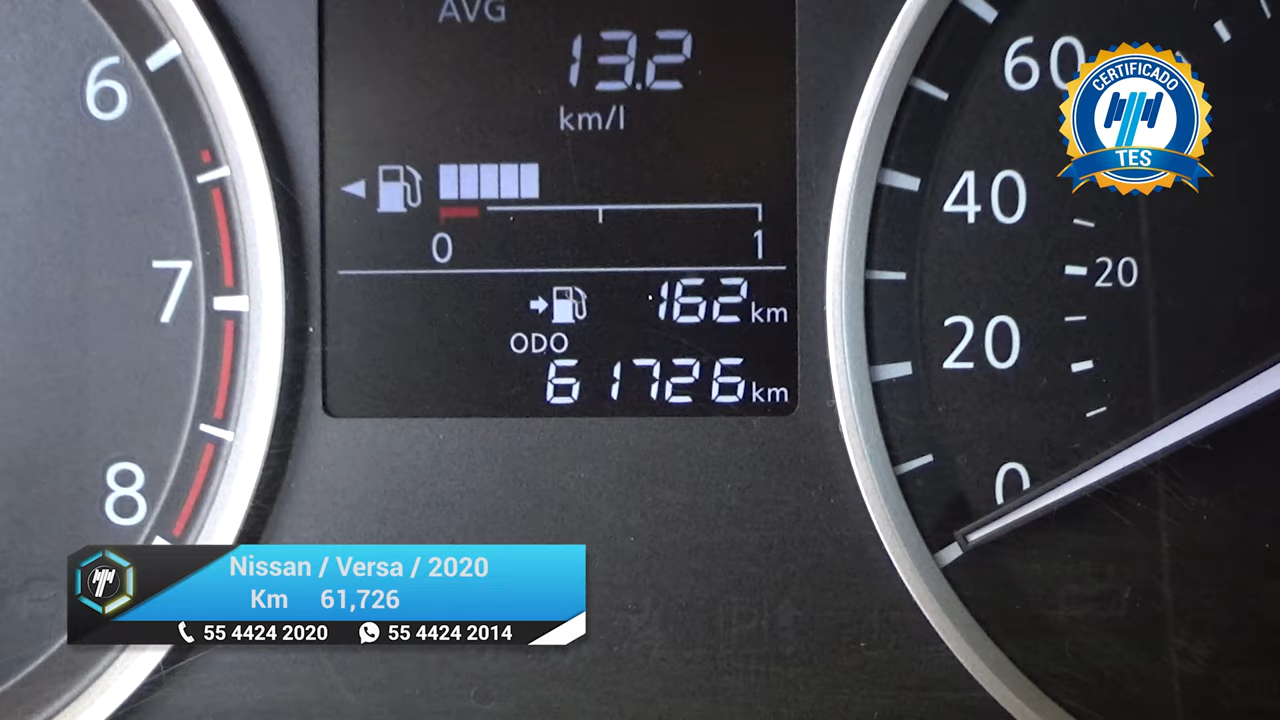 AVG
13.2
km/l
0 1
162 km
ODO
61726 km
6
7
8
60
40
20
0
20
CERTIFICADO
TES
Nissan / Versa / 2020
Km 61,726
55 4424 2020 55 4424 2014